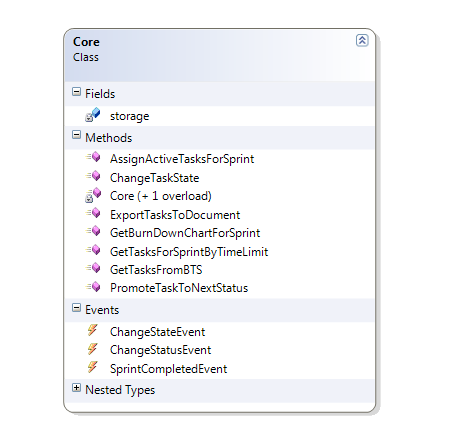 Core
Class
Fields
storage
Methods
AssignActiveTasksForSprint
ChangeTaskState
Core (+ 1 overload)
ExportTasksToDocument
GetBurnDownChartForSprint
GetTasksForSprintByTimeLimit
GetTasksFromBTS
PromoteTaskToNextStatus
Events
ChangeStateEvent
ChangeStatusEvent
SprintCompletedEvent
Nested Types